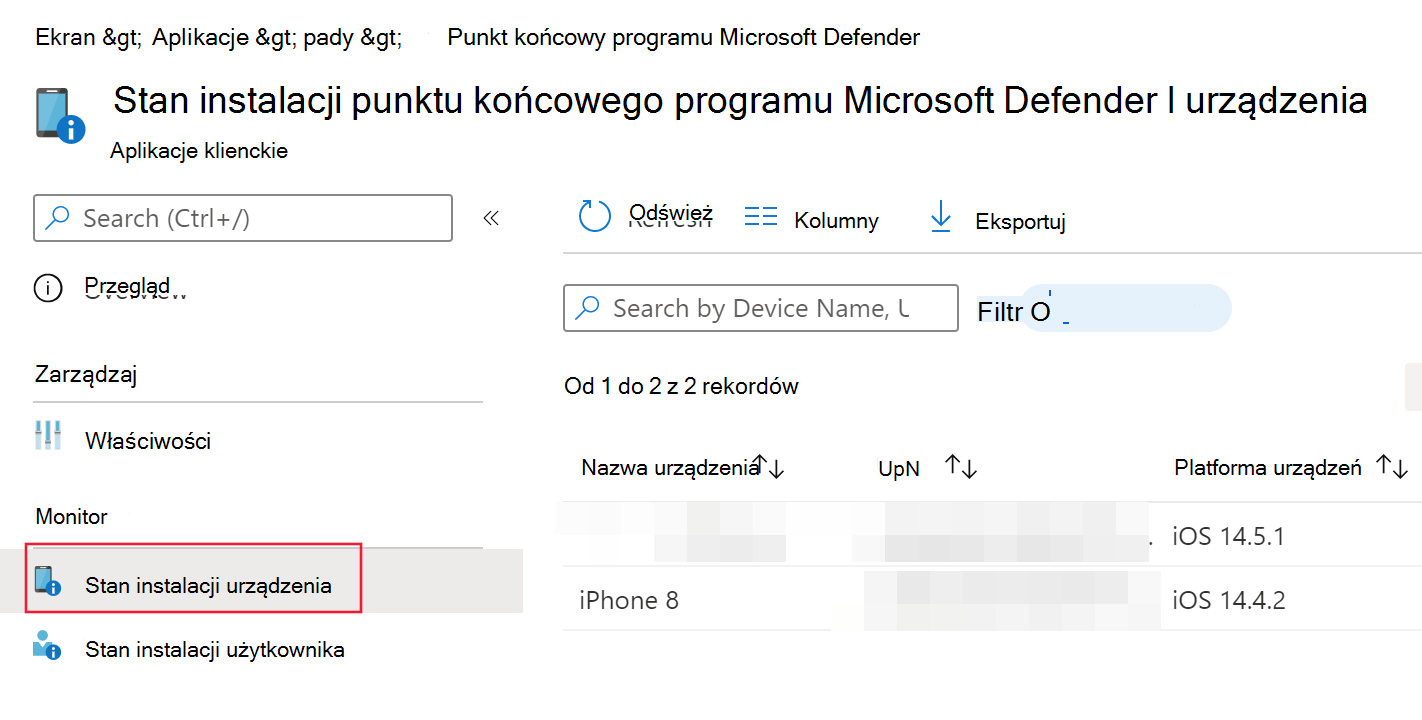 Ekran &gt; Aplikacje &gt; pady &gt; Punkt końcowy programu Microsoft Defender
Stan instalacji punktu końcowego programu Microsoft Defender I urządzenia
Aplikacje klienckie
Search (Ctrl+/)
«
Odśwież
Kolumny
Eksportuj
Przegląd
Search by Device Name, U
Filtr O
Zarządzaj
Od 1 do 2 z 2 rekordów
Właściwości
Nazwa urządzenia
UpN
Platforma urządzeń
Monitor
iOS 14.5.1
Stan instalacji urządzenia
iPhone 8
iOS 14.4.2
Stan instalacji użytkownika